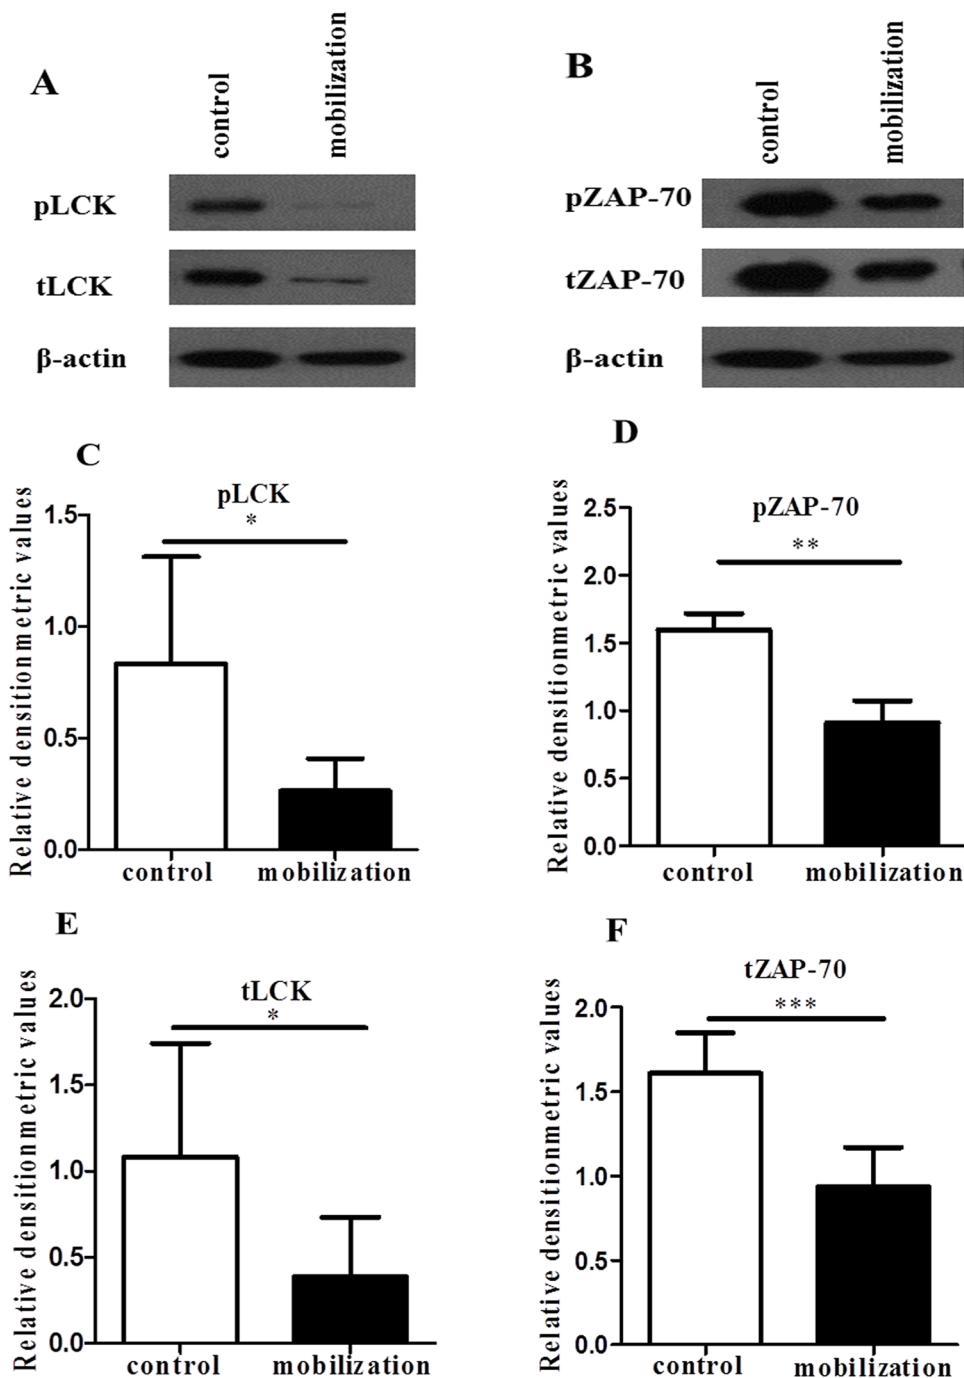 A
control
mobilization
pLCK
tLCK
β-actin
B
control
mobilization
pZAP-70
tZAP-70
β-actin
C
pLCK
*
Relative densitionmetric values
1.5
1.0
0.5
0.0
control
mobilization
D
pZAP-70
**
Relative densitionmetric values
2.5
2.0
1.5
1.0
0.5
0.0
control
mobilization
E
tLCK
*
Relative densitionmetric values
2.0
1.5
1.0
0.5
0.0
control
mobilization
F
tZAP-70
***
Relative densitionmetric values
2.0
1.5
1.0
0.5
0.0
control
mobilization